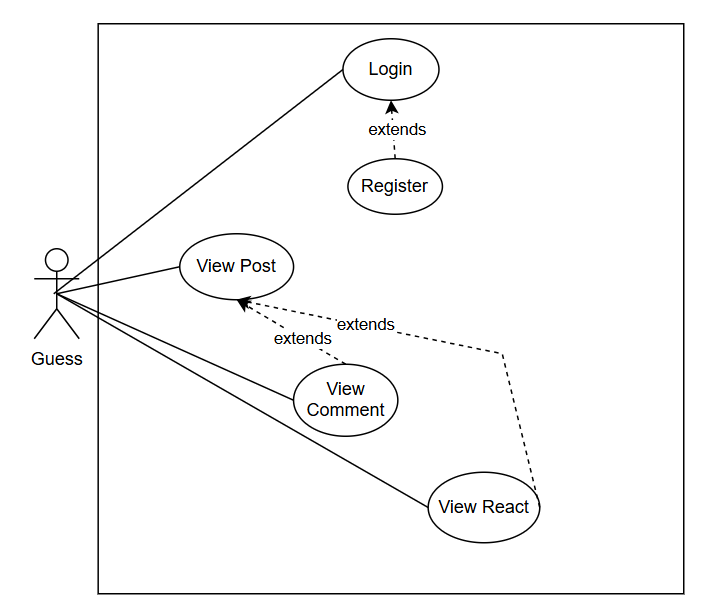 Login
extends
Register
View Post
extends
extends
Guess
View
Comment
View React